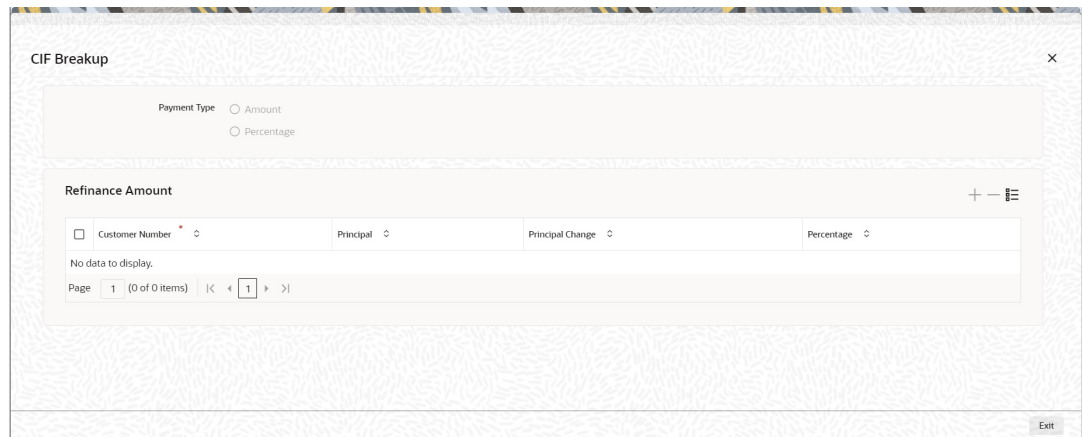 CIF Breakup
Payment Type
Amount
Percentage
Refinance Amount
Customer Number * Principal Principal Change Percentage
No data to display.
Page 1 (0 of 0 items) 1
Exit